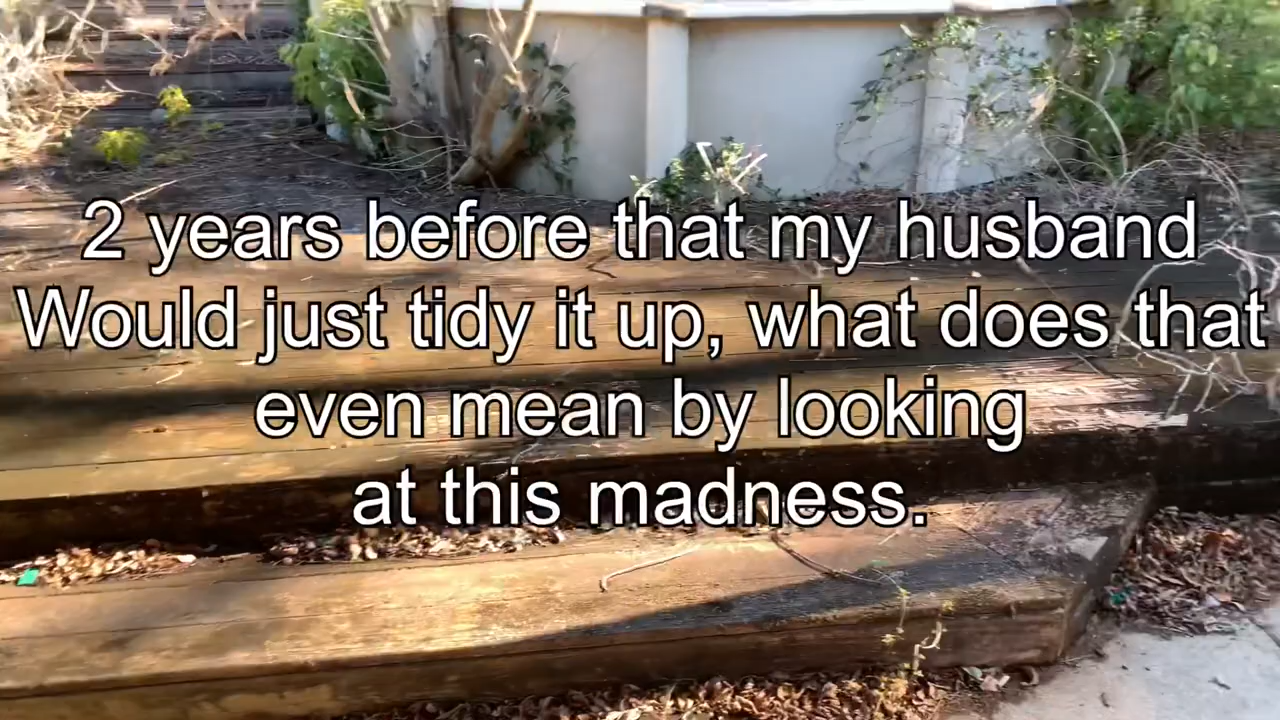 2 years before that my husband
Would just tidy it up, what does that
even mean by looking
at this madness.